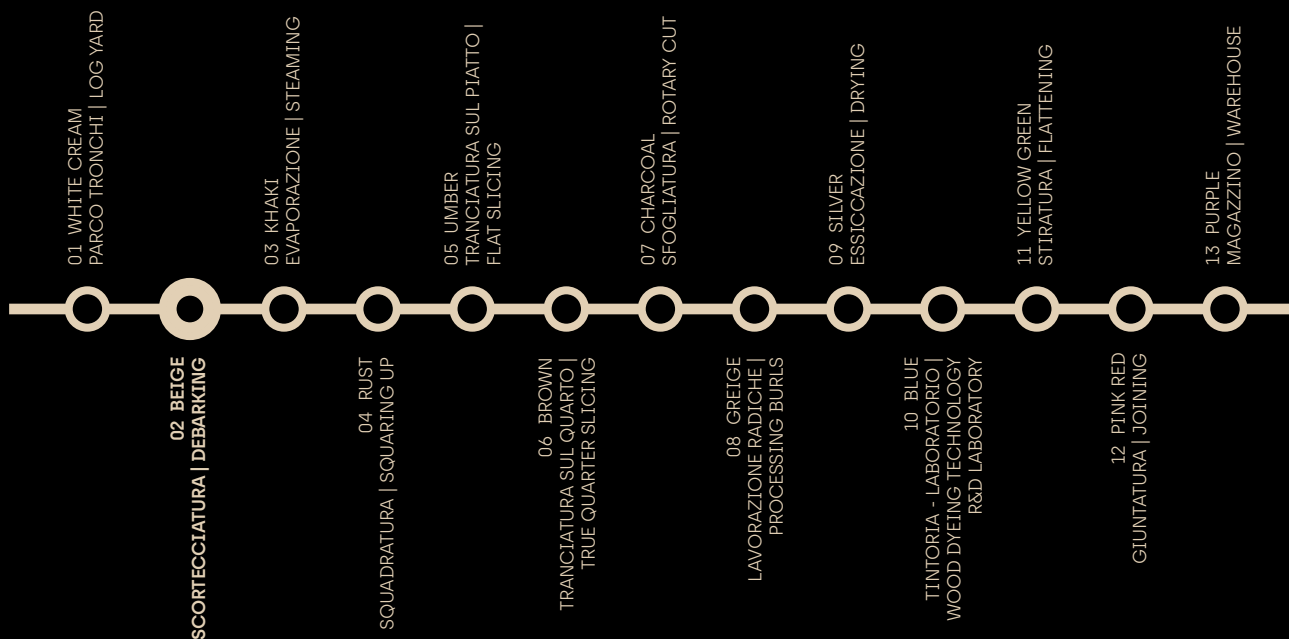 01 WHITE CREAM
PARCO TRONCHI | LOG YARD
02 BEIGE
SCORTECCIATURA | DEBARKING
03 KHAKI
EVAPORAZIONE | STEAMING
04 RUST
SQUADRATURA | SQUARING UP
05 UMBER
TRANCIATURA SUL PIATTO |
FLAT SLICING
06 BROWN
TRANCIATURA SUL QUARTO |
TRUE QUARTER SLICING
07 CHARCOAL
SFOGLIATURA | ROTARY CUT
08 GREIGE
LAVORAZIONE RADICHE |
PROCESSING BURLS
09 SILVER
ESSICCAZIONE | DRYING
10 BLUE
TINTORIA - LABORATORIO |
WOOD DYEING TECHNOLOGY
R&D LABORATORY
11 YELLOW GREEN
STIRATURA | FLATTENING
12 PINK RED
GIUNTATURA | JOINING
13 PURPLE
MAGAZZINO | WAREHOUSE